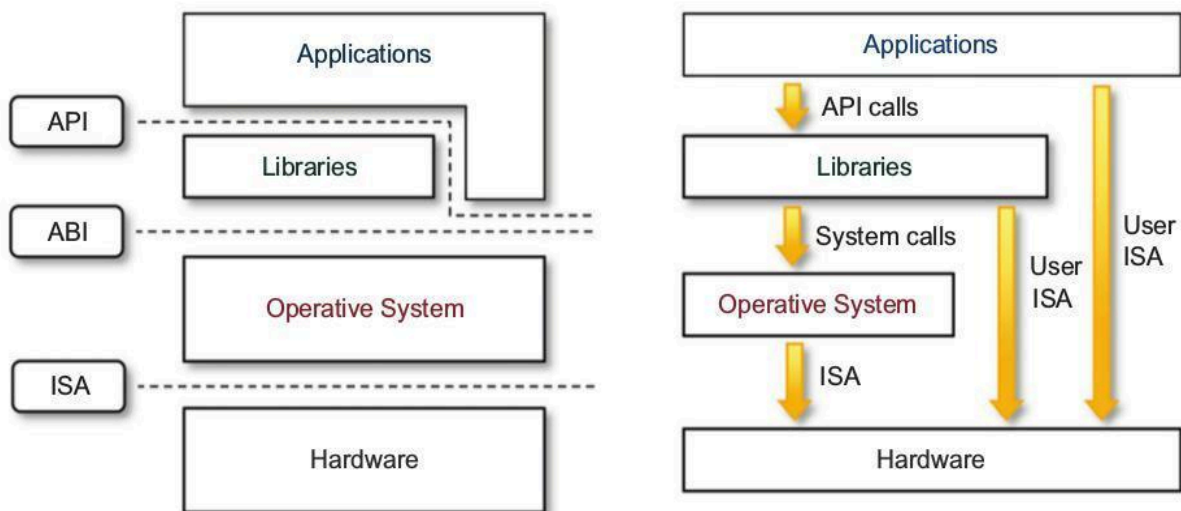 Applications
API
Libraries
ABI
Operative System
ISA
Hardware
Applications
API calls
Libraries
System calls
User
ISA
User
ISA
Operative System
ISA
Hardware